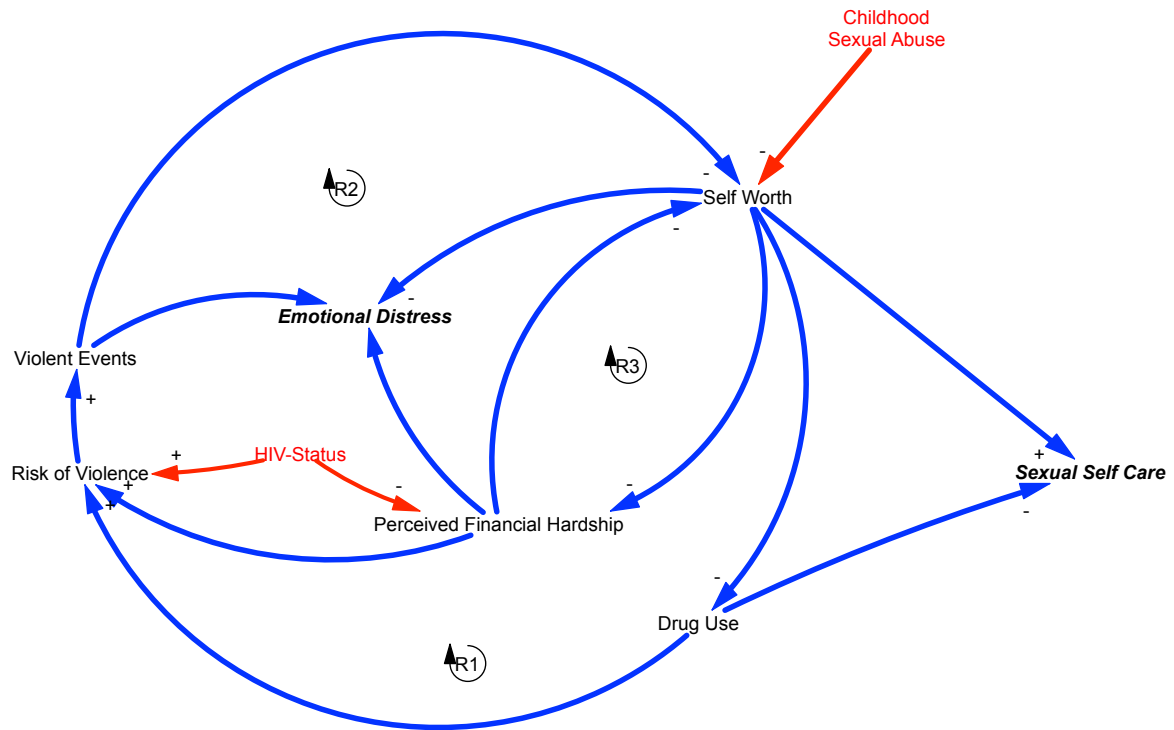 Childhood
Sexual Abuse
-
-
R2
Self Worth
-
-
Emotional Distress
Violent Events
R3
+
+
HIV-Status
+
Risk of Violence
Sexual Self Care
+
+
-
-
-
Perceived Financial Hardship
-
Drug Use
R1